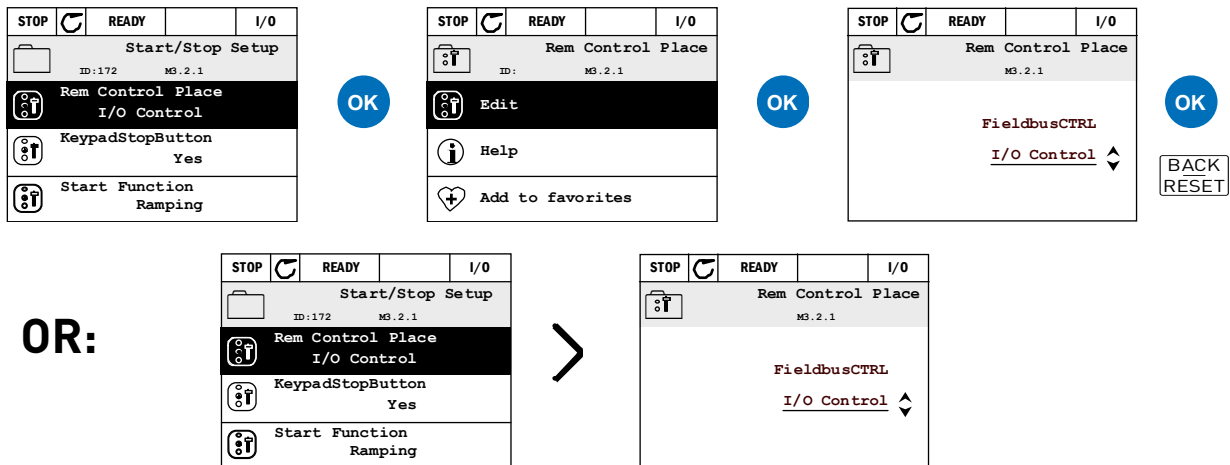 STOP READY I/O
Start/Stop Setup
ID:172 M3.2.1
Rem Control Place
I/O Control
KeypadStopButton
Yes
Start Function
Ramping
OK
STOP READY I/O
Rem Control Place
ID: M3.2.1
Edit
Help
Add to favorites
OK
STOP READY I/O
Rem Control Place
M3.2.1
FieldbusCTRL
I/O Control
OK
BACK
RESET
OR:
STOP READY I/O
Start/Stop Setup
ID:172 M3.2.1
Rem Control Place
I/O Control
KeypadStopButton
Yes
Start Function
Ramping
STOP READY I/O
Rem Control Place
M3.2.1
FieldbusCTRL
I/O Control